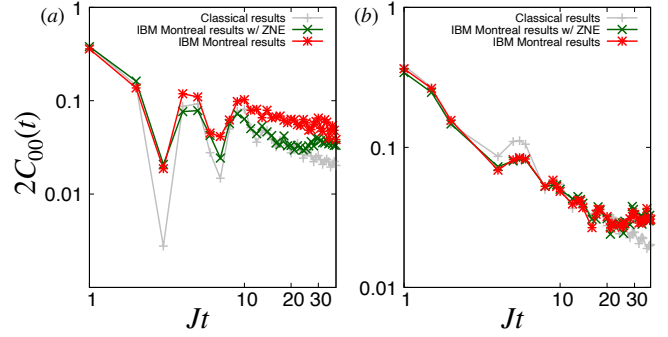 (a)
Classical results
IBM Montreal results w/ ZNE
IBM Montreal results
(b)
Classical results
IBM Montreal results w/ ZNE
IBM Montreal results
2C₀₀(t)
1
0.1
0.01
1
10
20
30
Jt
1
0.1
0.01
1
10
20
30
Jt